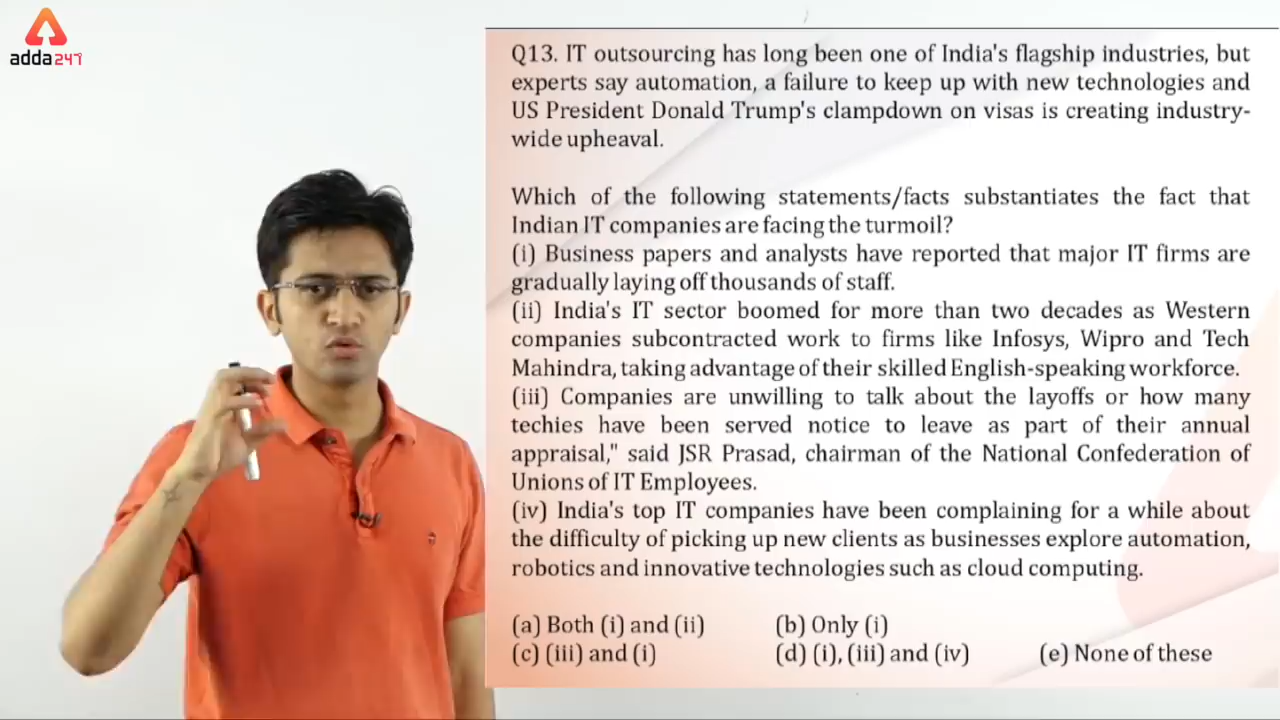 adda247
Q13. IT outsourcing has long been one of India's flagship industries, but
experts say automation, a failure to keep up with new technologies and
US President Donald Trump's clampdown on visas is creating industry-
wide upheaval.
Which of the following statements/facts substantiates the fact that
Indian IT companies are facing the turmoil?
(i) Business papers and analysts have reported that major IT firms are
gradually laying off thousands of staff.
(ii) India's IT sector boomed for more than two decades as Western
companies subcontracted work to firms like Infosys, Wipro and Tech
Mahindra, taking advantage of their skilled English-speaking workforce.
(iii) Companies are unwilling to talk about the layoffs or how many
techies have been served notice to leave as part of their annual
appraisal," said JSR Prasad, chairman of the National Confederation of
Unions of IT Employees.
(iv) India's top IT companies have been complaining for a while about
the difficulty of picking up new clients as businesses explore automation,
robotics and innovative technologies such as cloud computing.
(a) Both (i) and (ii) (b) Only (i)
(c) (iii) and (i) (d) (i), (iii) and (iv) (e) None of these